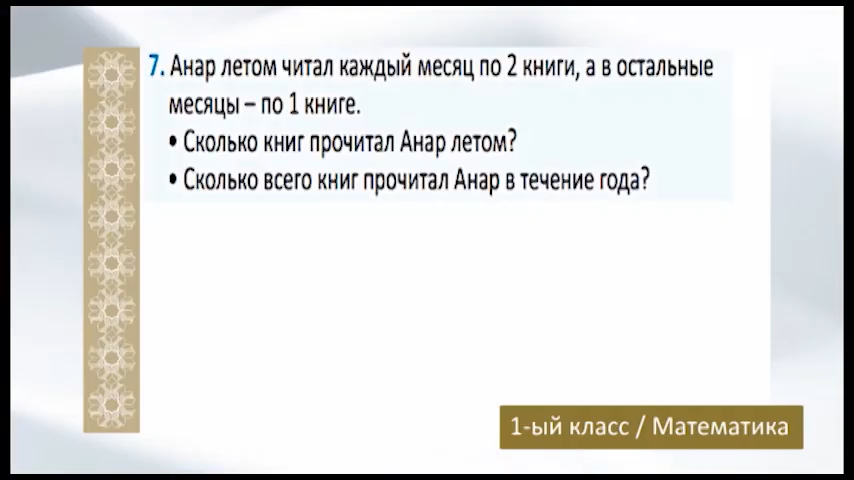 7. Анар летом читал каждый месяц по 2 книги, а в остальные
месяцы – по 1 книге.
• Сколько книг прочитал Анар летом?
• Сколько всего книг прочитал Анар в течение года?
1-ый класс / Математика